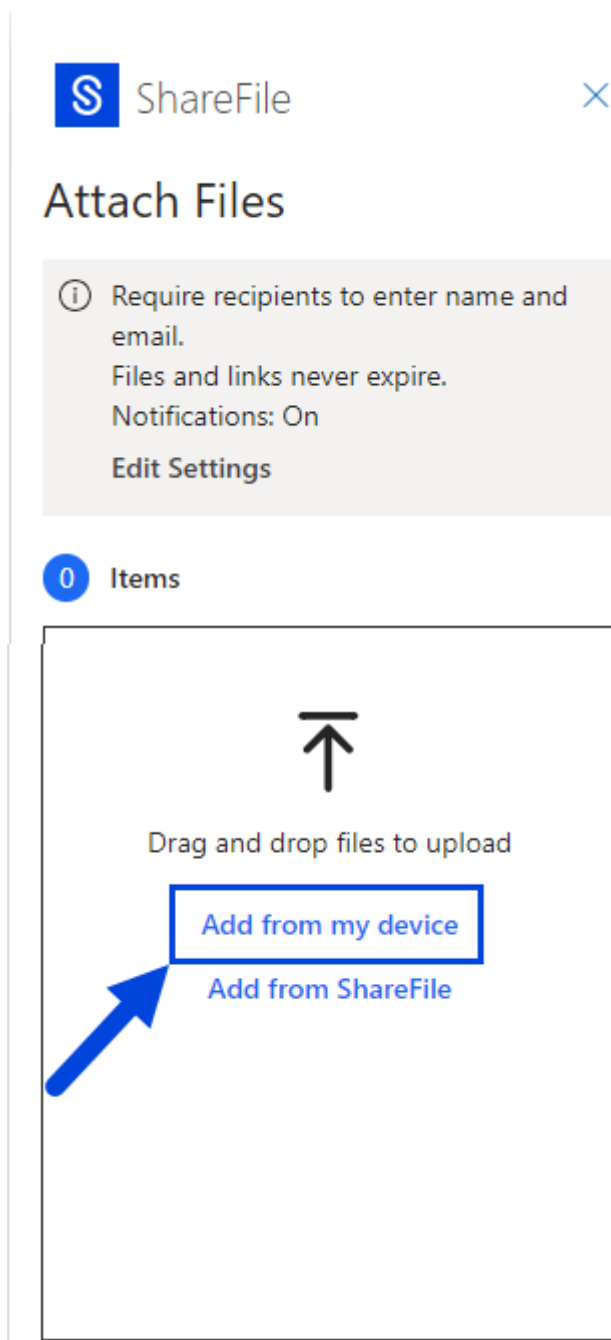 ShareFile
Attach Files
Require recipients to enter name and
email.
Files and links never expire.
Notifications: On
Edit Settings
0 Items
Drag and drop files to upload
Add from my device
Add from ShareFile